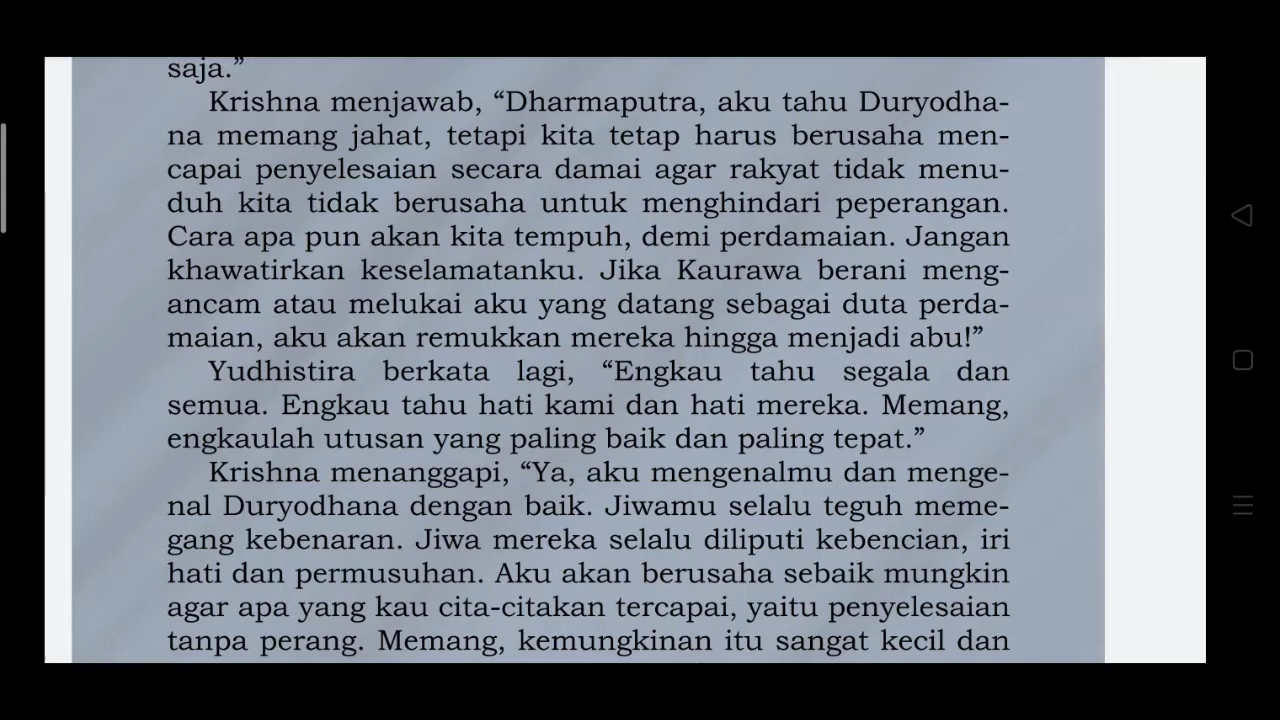 saja.”
Krishna menjawab, “Dharmaputra, aku tahu Duryodha-
na memang jahat, tetapi kita tetap harus berusaha men-
capai penyelesaian secara damai agar rakyat tidak menu-
duh kita tidak berusaha untuk menghindari peperangan.
Cara apa pun akan kita tempuh, demi perdamaian. Jangan
khawatirkan keselamatanku. Jika Kaurawa berani meng-
ancam atau melukai aku yang datang sebagai duta perda-
maian, aku akan remukkan mereka hingga menjadi abu!”
Yudhistira berkata lagi, “Engkau tahu segala dan
semua. Engkau tahu hati kami dan hati mereka. Memang,
engkaulah utusan yang paling baik dan paling tepat.”
Krishna menanggapi, “Ya, aku mengenalmu dan menge-
nal Duryodhana dengan baik. Jiwamu selalu teguh meme-
gang kebenaran. Jiwa mereka selalu diliputi kebencian, iri
hati dan permusuhan. Aku akan berusaha sebaik mungkin
agar apa yang kau cita-citakan tercapai, yaitu penyelesaian
tanpa perang. Memang, kemungkinan itu sangat kecil dan